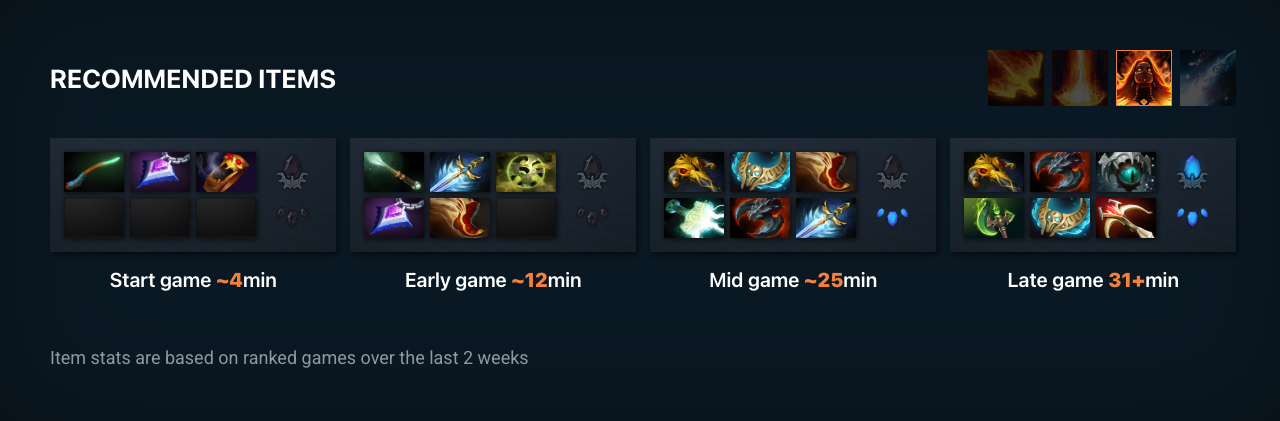 RECOMMENDED ITEMS
Start game ~4min
Early game ~12min
Mid game ~25min
Late game 31+min
Item stats are based on ranked games over the last 2 weeks